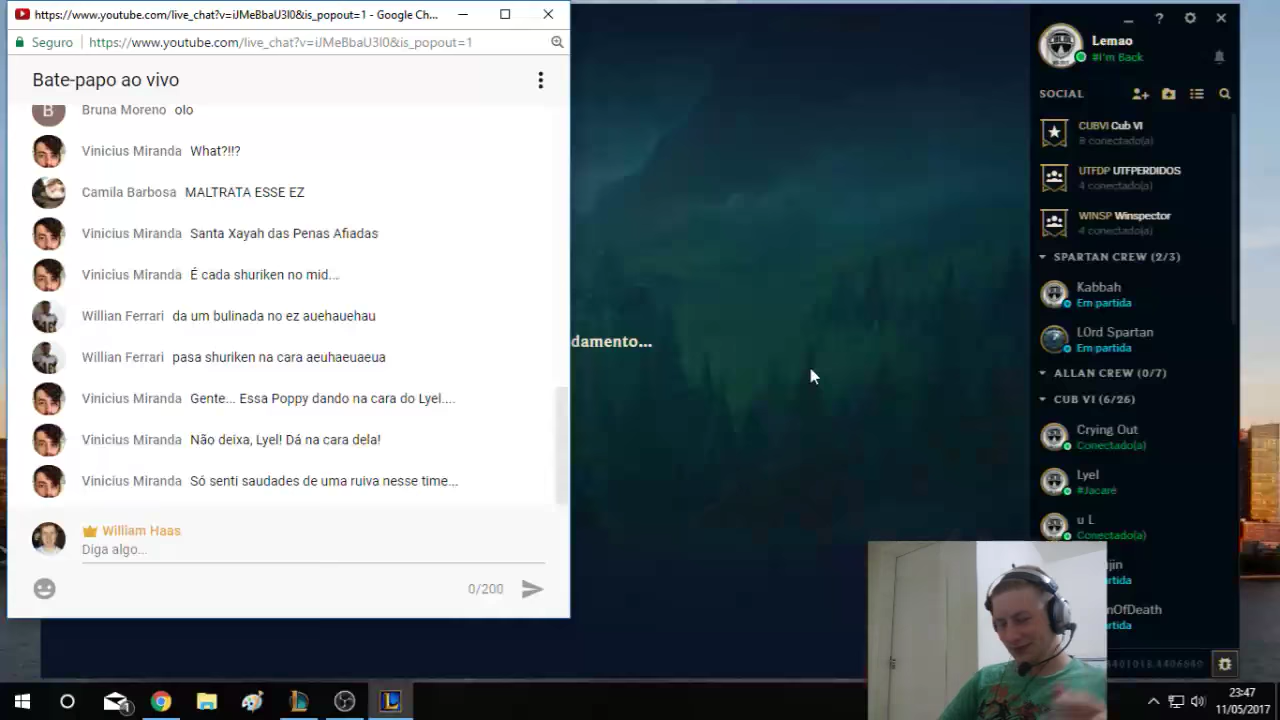 https://www.youtube.com/live_chat?v=iJMeBbaU3l0&is_popout=1 - Google Ch...
Seguro https://www.youtube.com/live_chat?v=iJMeBbaU3l0&is_popout=1
Bate-papo ao vivo
B Bruna Moreno olo
Vinicius Miranda What?!!?
Camila Barbosa MALTRATA ESSE EZ
Vinicius Miranda Santa Xayah das Penas Afiadas
Vinicius Miranda É cada shuriken no mid...
Willian Ferrari da um bulinada no ez auehauehau
Willian Ferrari pasa shuriken na cara aeuhaeuaeua
Vinicius Miranda Gente... Essa Poppy dando na cara do Lyel....
Vinicius Miranda Não deixa, Lyel! Dá na cara dela!
Vinicius Miranda Só senti saudades de uma ruiva nesse time...
William Haas
Diga algo...
0/200
damento...
Lemao
#I'm Back
SOCIAL
CUBVI Cub VI
8 conectado(a)
UTFDP UTFPERDIDOS
4 conectado(a)
WINSP Winspector
4 conectado(a)
SPARTAN CREW (2/3)
Kabbah
Em partida
L0rd Spartan
Em partida
ALLAN CREW (0/7)
CUB VI (6/26)
Crying Out
Conectado(a)
Lyel
#Jacaré
u L
Conectado(a)
jin
rtida
nOfDeath
rtida
23:47
11/05/2017